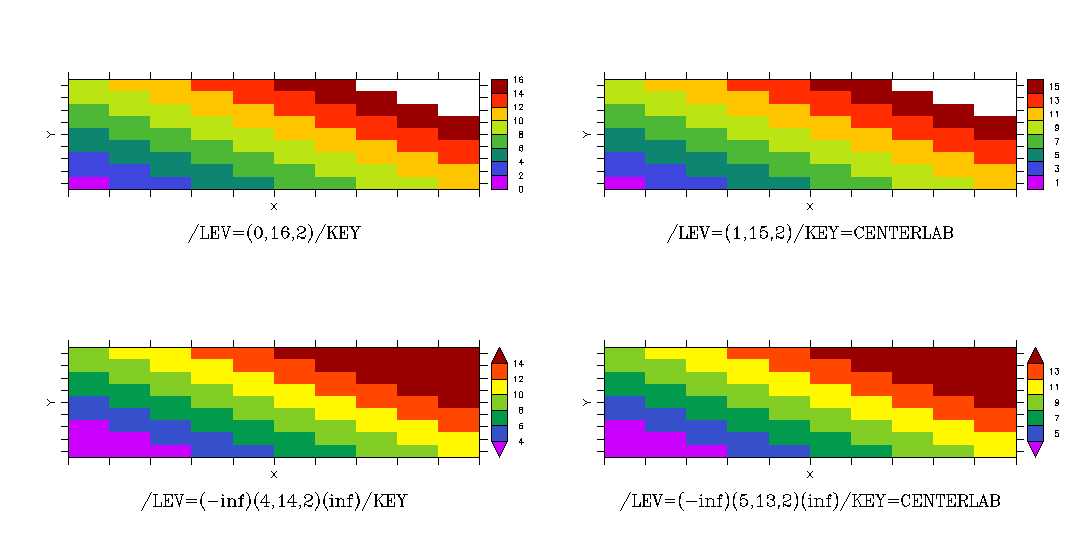 16
14
12
10
8
6
4
2
0
Y
X
/LEV=(0,16,2)/KEY
15
13
11
9
7
5
3
1
Y
X
/LEV=(1,15,2)/KEY=CENTERLAB
14
12
10
8
6
4
Y
X
/LEV=(-inf)(4,14,2)(inf)/KEY
13
11
9
7
5
Y
X
/LEV=(-inf)(5,13,2)(inf)/KEY=CENTERLAB